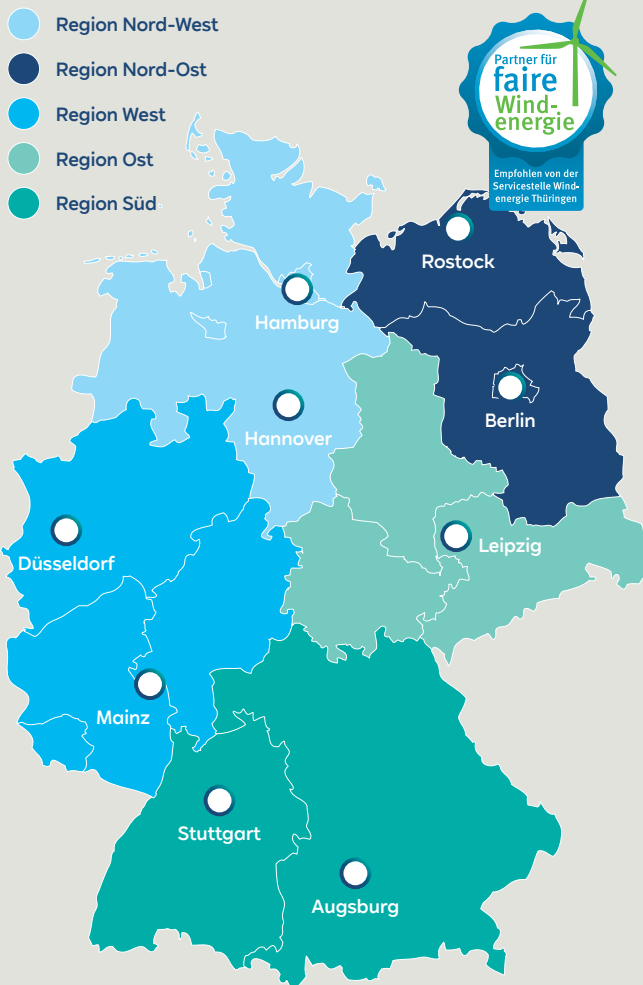 Region Nord-West
Region Nord-Ost
Region West
Region Ost
Region Süd
Partner für
faire
Wind-
energie
Empfohlen von der
Servicestelle Wind-
energie Thüringen
Rostock
Hamburg
Berlin
Hannover
Leipzig
Düsseldorf
Mainz
Stuttgart
Augsburg